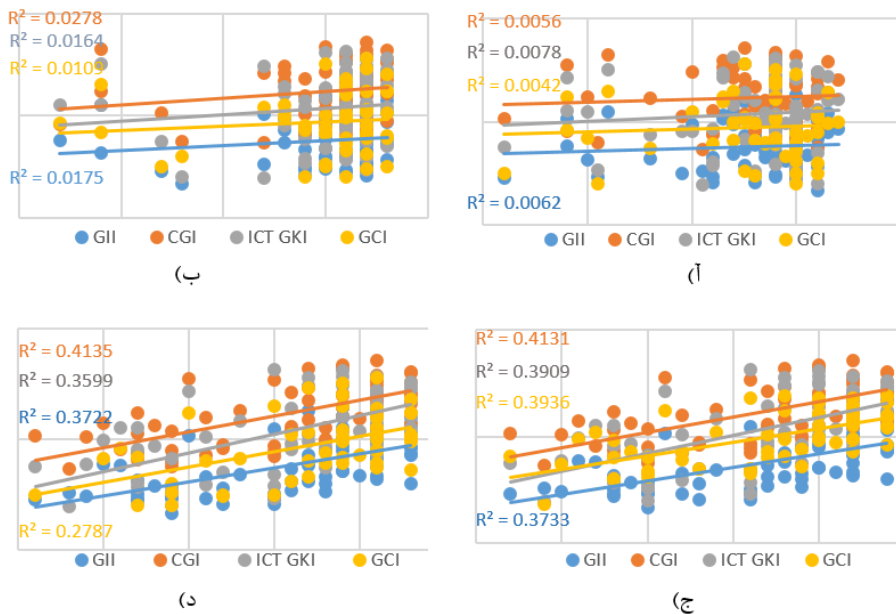 R² = 0.0056
R² = 0.0078
R² = 0.0042
R² = 0.0062
GII CGI ICT GKI GCI
آ)
R² = 0.0278
R² = 0.0164
R² = 0.0109
R² = 0.0175
GII CGI ICT GKI GCI
ب)
R² = 0.4131
R² = 0.3909
R² = 0.3936
R² = 0.3733
GII CGI ICT GKI GCI
ج)
R² = 0.4135
R² = 0.3599
R² = 0.3722
R² = 0.2787
GII CGI ICT GKI GCI
د)